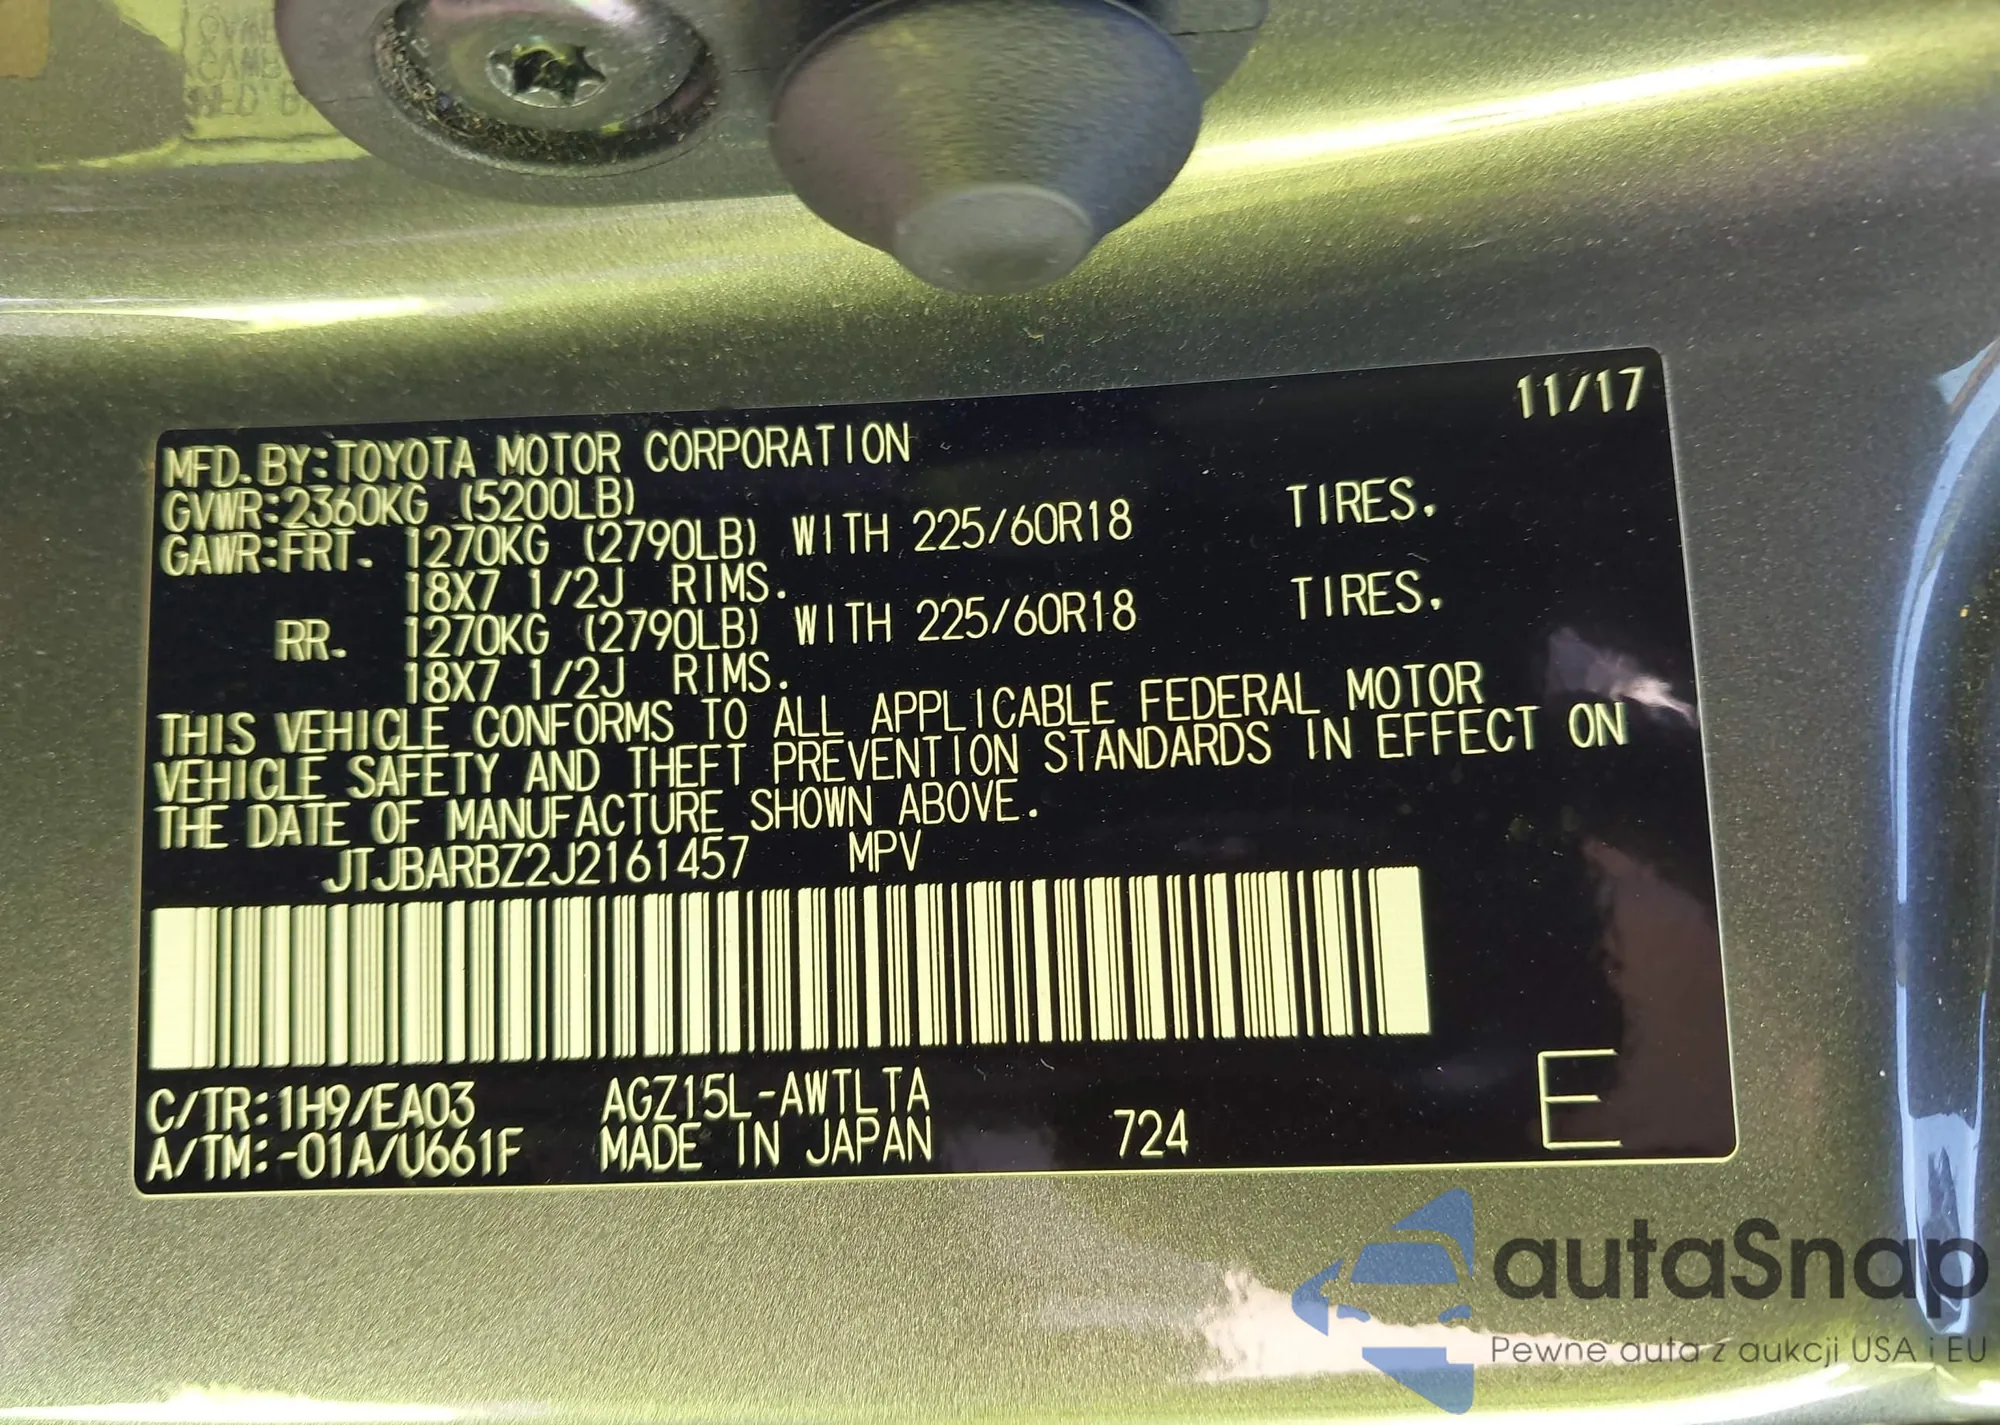 11/17
MFD.BY:TOYOTA MOTOR CORPORATION
GVWR:2360KG (5200LB)
GAWR:FRT. 1270KG (2790LB) WITH 225/60R18 TIRES.
18X7 1/2J RIMS.
RR. 1270KG (2790LB) WITH 225/60R18 TIRES.
18X7 1/2J RIMS.
THIS VEHICLE CONFORMS TO ALL APPLICABLE FEDERAL MOTOR
VEHICLE SAFETY AND THEFT PREVENTION STANDARDS IN EFFECT ON
THE DATE OF MANUFACTURE SHOWN ABOVE.
JTJBARBZ2J2161457 MPV
C/TR:1H9/EA03 AGZ15L-AWTLTA
A/TM:-01A/U661F MADE IN JAPAN 724 E
autaSnap
Pewne auta z aukcji USA i EU